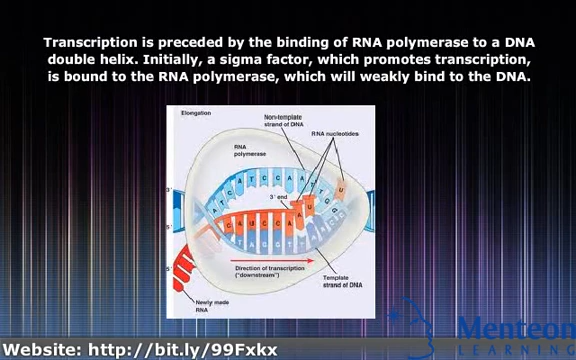 Transcription is preceded by the binding of RNA polymerase to a DNA
double helix. Initially, a sigma factor, which promotes transcription,
is bound to the RNA polymerase, which will weakly bind to the DNA.
Elongation
Non-template
strand of DNA
RNA nucleotides
RNA
polymerase
A T C C A A
3' end
C A U C C A
T A G G T T
Direction of transcription
("downstream")
Template
strand of DNA
Newly made
RNA
Menteon
LEARNING
Website: http://bit.ly/99Fxkx